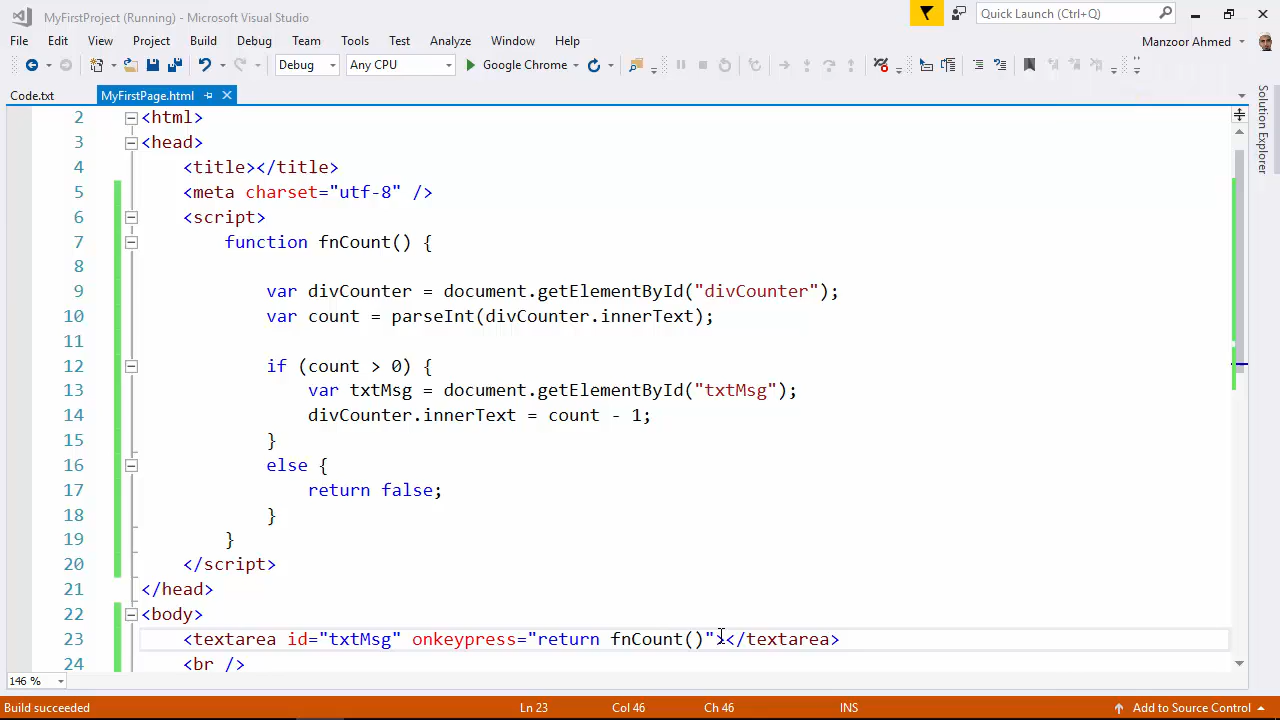 MyFirstProject (Running) - Microsoft Visual Studio
Quick Launch (Ctrl+Q)
File Edit View Project Build Debug Team Tools Test Analyze Window Help
Manzoor Ahmed
Debug Any CPU Google Chrome
Code.txt MyFirstPage.html
Solution Explorer
2 <html>
3 <head>
4 <title></title>
5 <meta charset="utf-8" />
6 <script>
7 function fnCount() {
8
9 var divCounter = document.getElementById("divCounter");
10 var count = parseInt(divCounter.innerText);
11
12 if (count > 0) {
13 var txtMsg = document.getElementById("txtMsg");
14 divCounter.innerText = count - 1;
15 }
16 else {
17 return false;
18 }
19 }
20 </script>
21 </head>
22 <body>
23 <textarea id="txtMsg" onkeypress="return fnCount()"></textarea>
24 <br />
146 %
Build succeeded Ln 23 Col 46 Ch 46 INS Add to Source Control